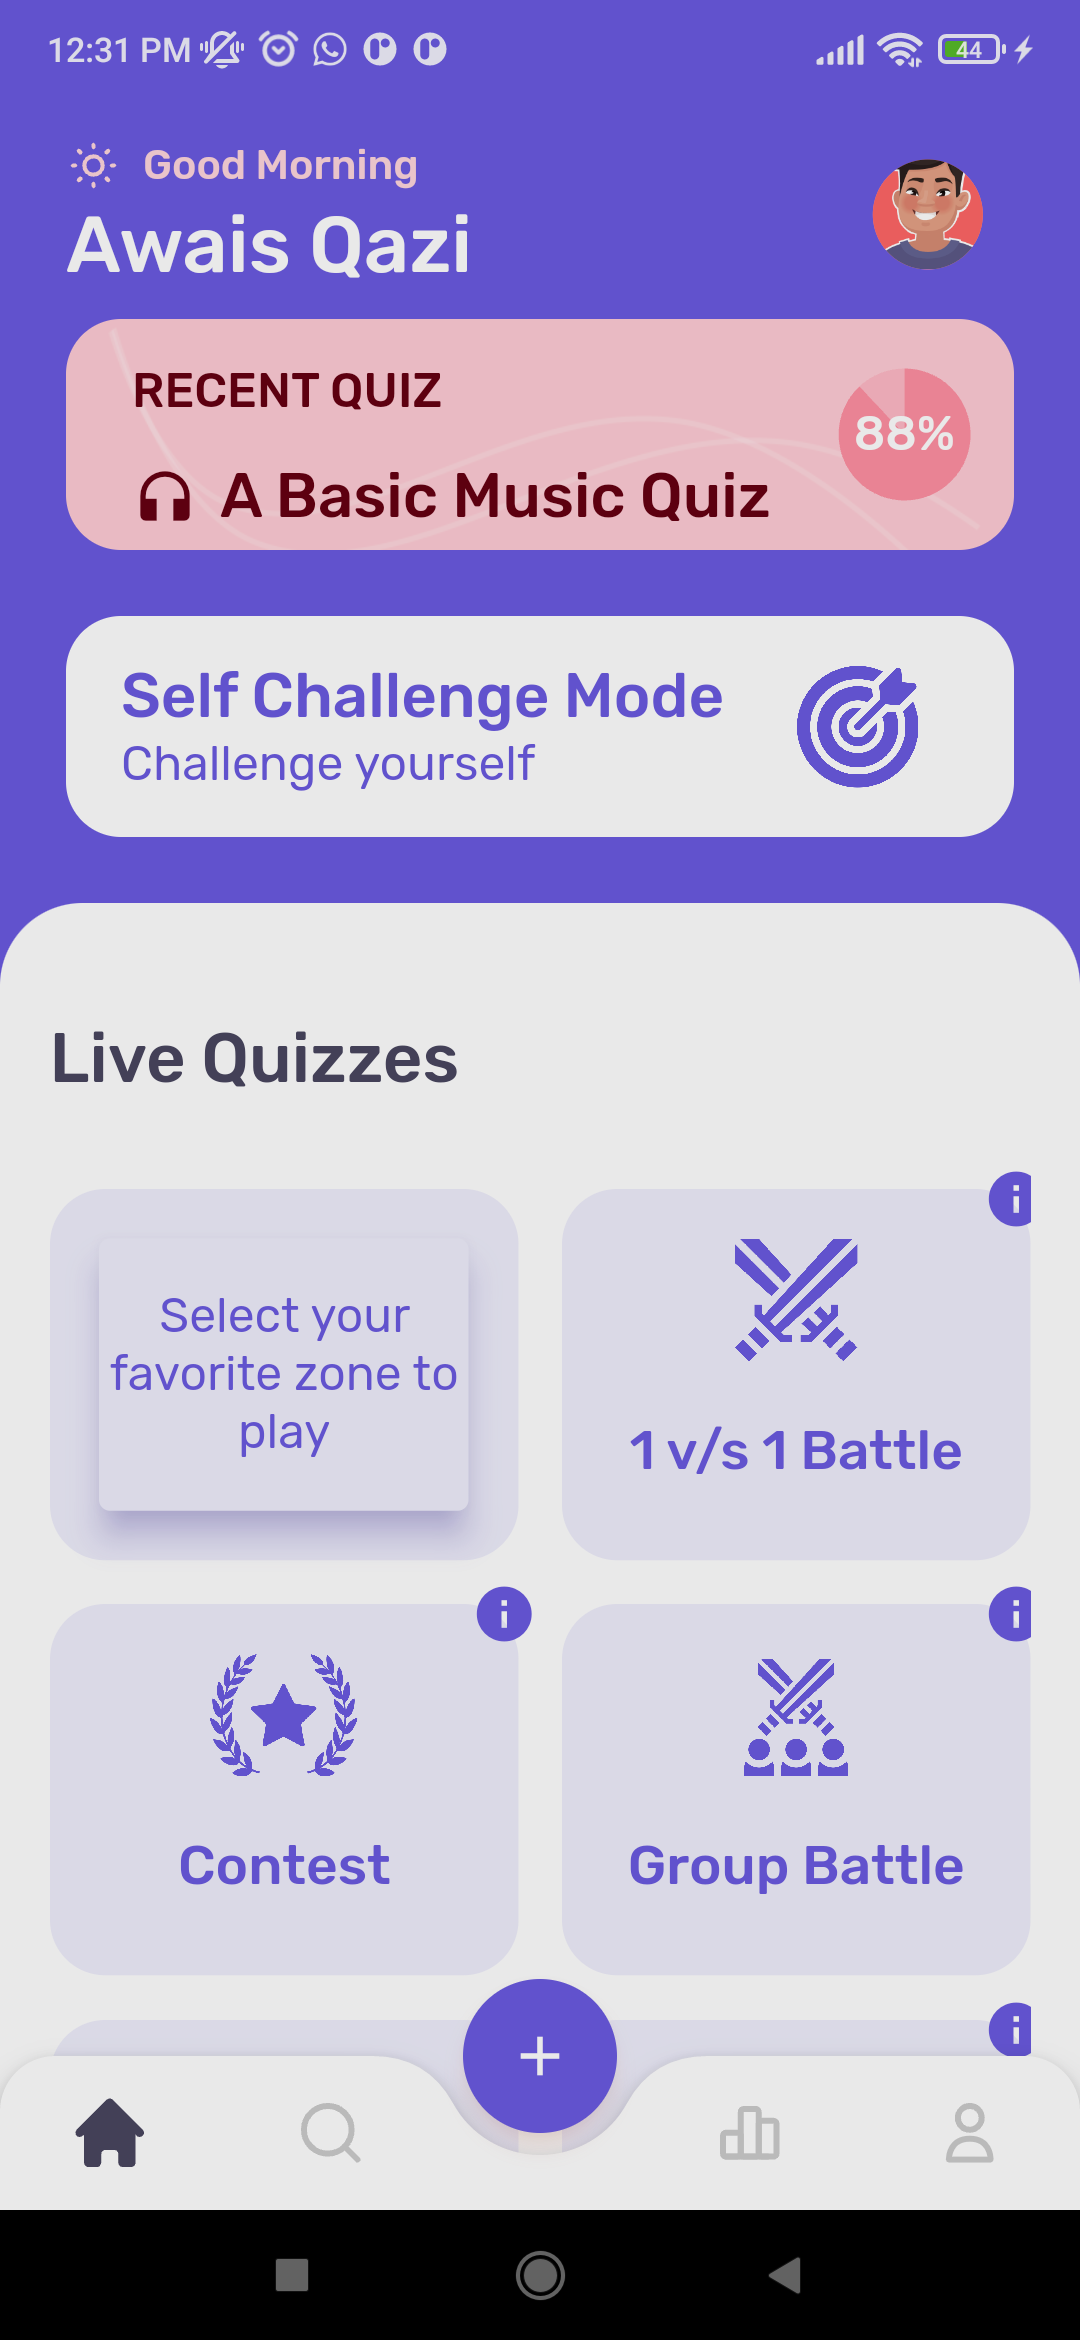 12:31 PM
44
Good Morning
Awais Qazi
RECENT QUIZ
88%
A Basic Music Quiz
Self Challenge Mode
Challenge yourself
Live Quizzes
Select your
favorite zone to
play
1 v/s 1 Battle
Contest
Group Battle